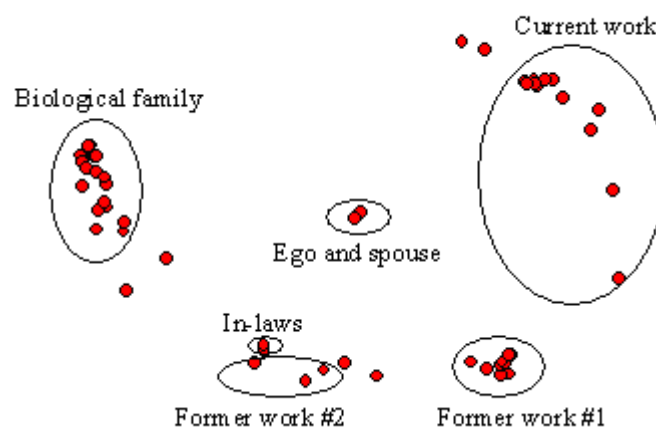 Current work
Biological family
Ego and spouse
In-laws
Former work #2
Former work #1